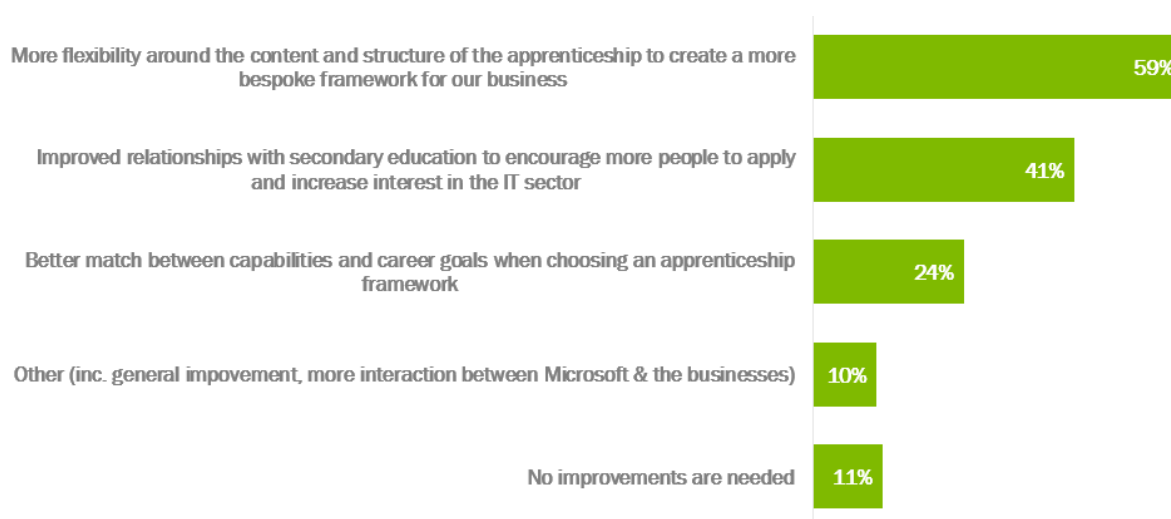 More flexibility around the content and structure of the apprenticeship to create a more
bespoke framework for our business
59%
Improved relationships with secondary education to encourage more people to apply
and increase interest in the IT sector
41%
Better match between capabilities and career goals when choosing an apprenticeship
framework
24%
Other (inc. general impovement, more interaction between Microsoft & the businesses)
10%
No improvements are needed
11%